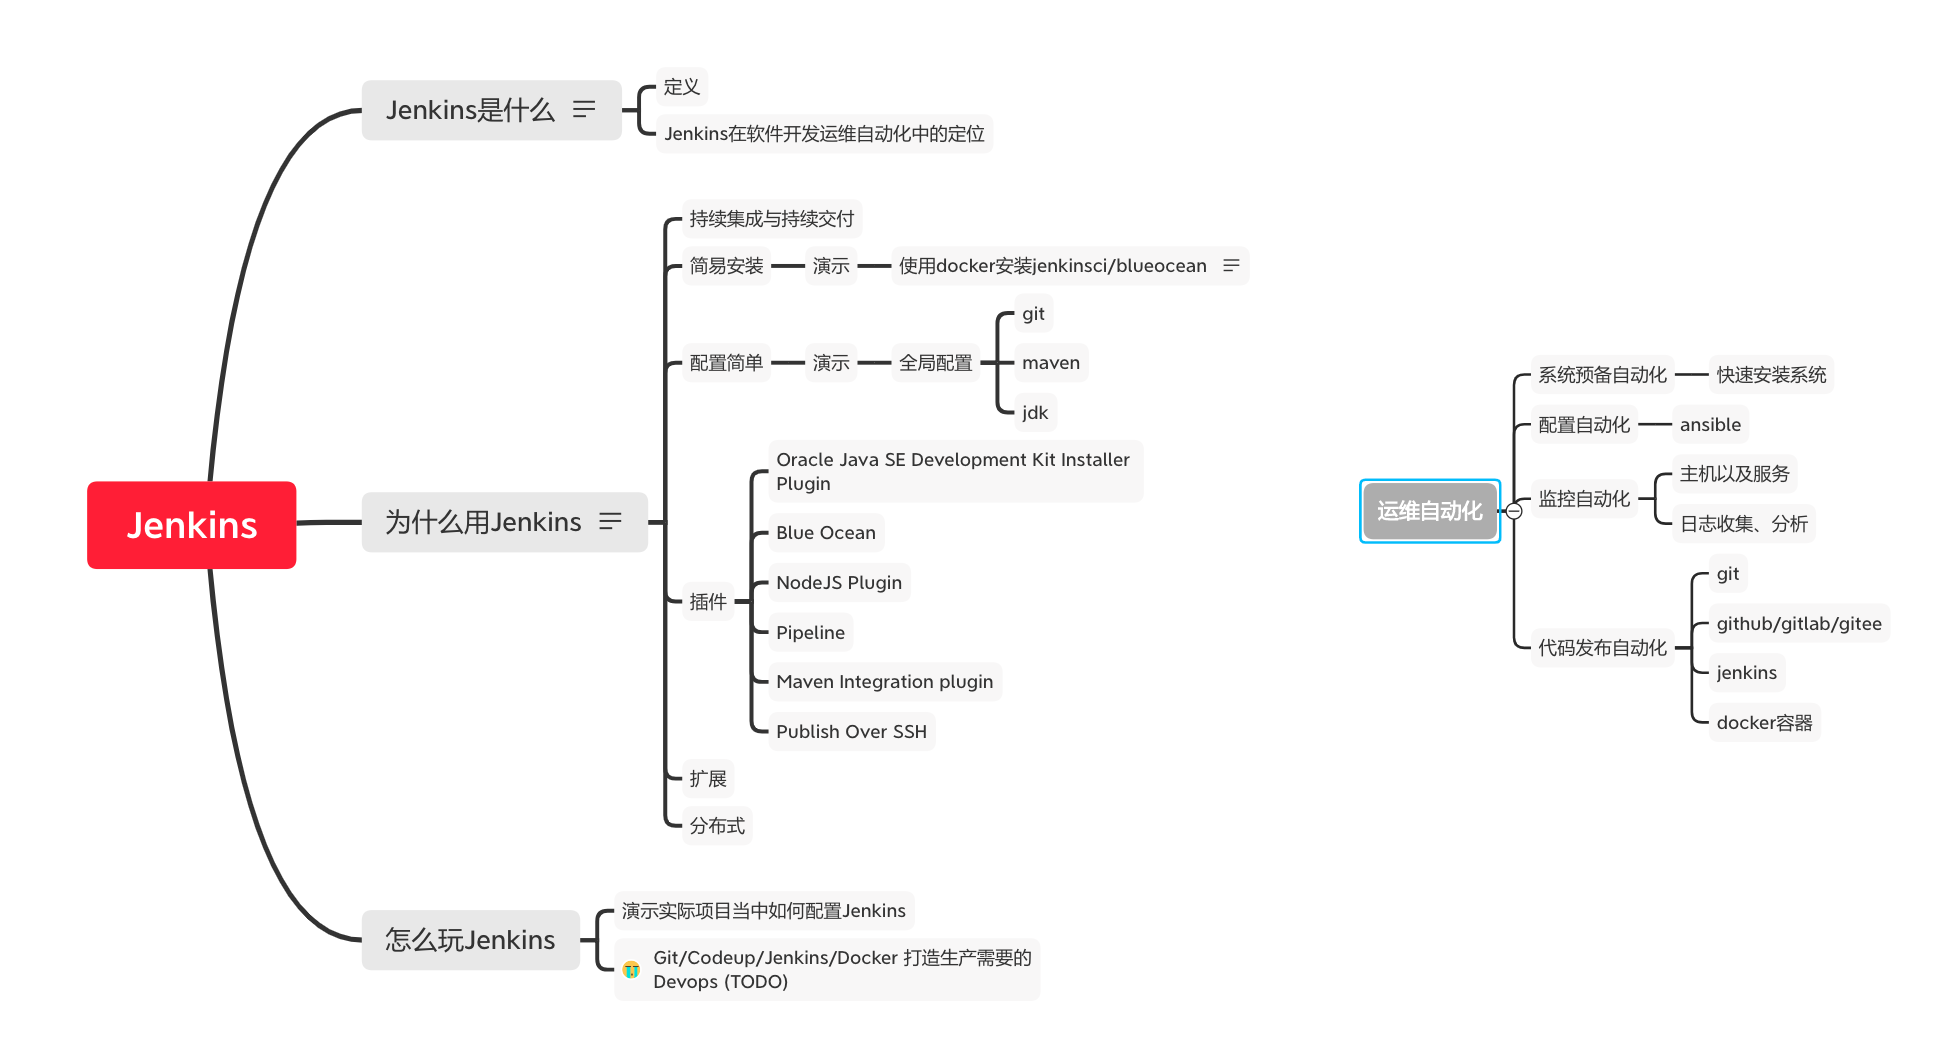 Jenkins
Jenkins是什么
定义
Jenkins在软件开发运维自动化中的定位
为什么用Jenkins
持续集成与持续交付
简易安装
演示
使用docker安装jenkinsci/blueocean
配置简单
演示
全局配置
git
maven
jdk
插件
Oracle Java SE Development Kit Installer
Plugin
Blue Ocean
NodeJS Plugin
Pipeline
Maven Integration plugin
Publish Over SSH
扩展
分布式
怎么玩Jenkins
演示实际项目当中如何配置Jenkins
Git/Codeup/Jenkins/Docker 打造生产需要的
Devops (TODO)
运维自动化
系统预备自动化
快速安装系统
配置自动化
ansible
监控自动化
主机以及服务
日志收集、分析
代码发布自动化
git
github/gitlab/gitee
jenkins
docker容器